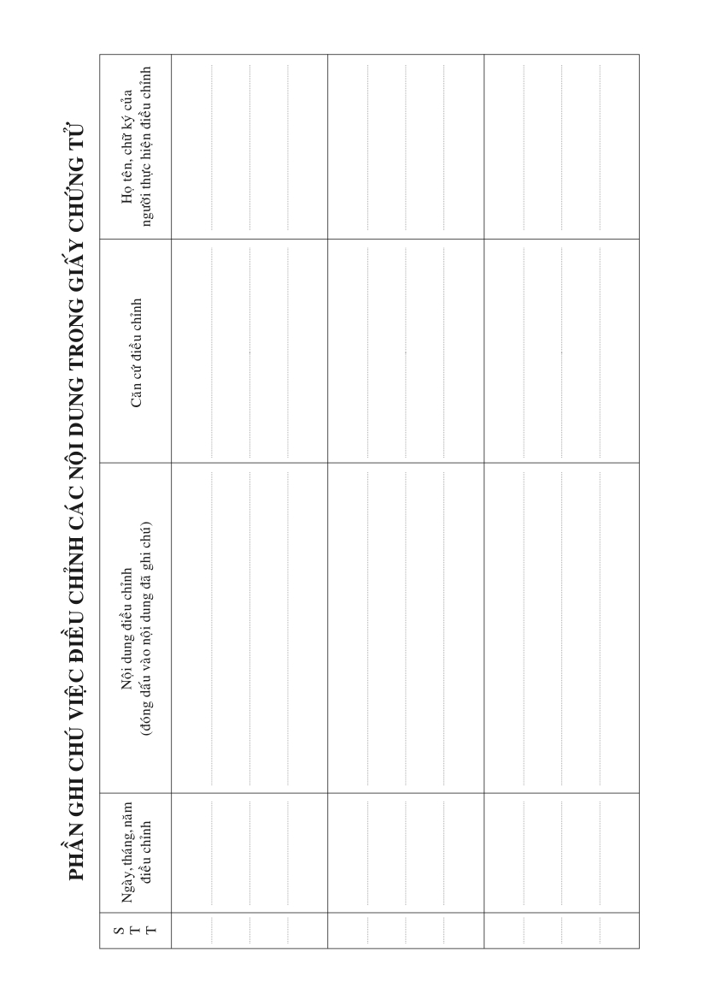 PHẦN GHI CHÚ VIỆC ĐIỀU CHỈNH CÁC NỘI DUNG TRONG GIẤY CHỨNG TỬ
S
T
T
Ngày, tháng, năm
điều chỉnh
Nội dung điều chỉnh
(đóng dấu vào nội dung đã ghi chú)
Căn cứ điều chỉnh
Họ tên, chữ ký của
người thực hiện điều chỉnh